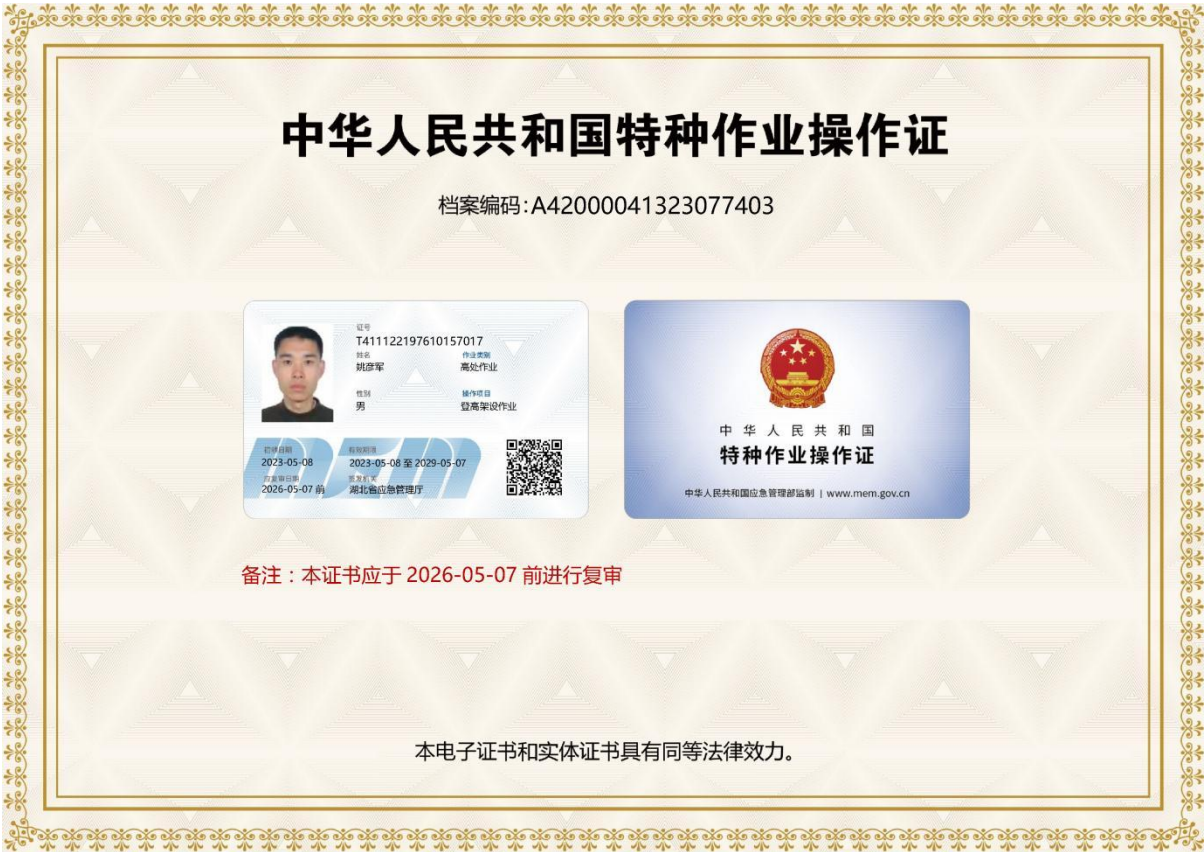 中华人民共和国特种作业操作证
档案编码:A42000041323077403
证号
T411122197610157017
姓名
作业类别
姚彦军
高处作业
性别
操作项目
男
登高架设作业
初领日期
有效期限
2023-05-08
2023-05-08 至 2029-05-07
应复审日期
签发机关
2026-05-07 前
湖北省应急管理厅
中华人民共和国
特种作业操作证
中华人民共和国应急管理部监制 | www.mem.gov.cn
备注：本证书应于 2026-05-07 前进行复审
本电子证书和实体证书具有同等法律效力。